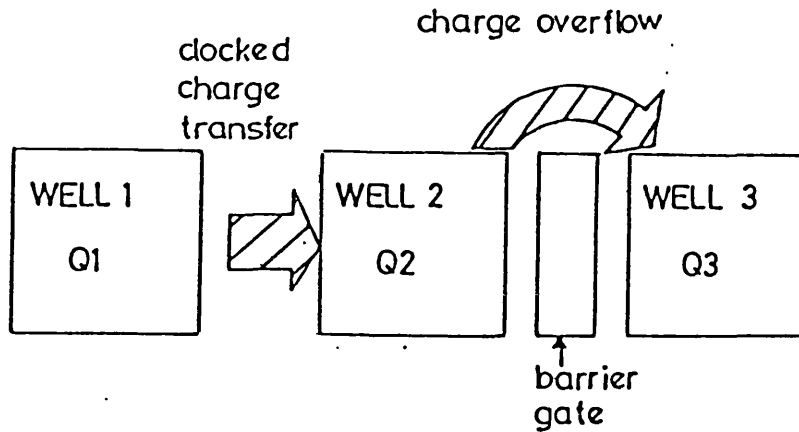 charge overflow
clocked
charge
transfer
WELL 1
Q1
WELL 2
Q2
WELL 3
Q3
barrier
gate